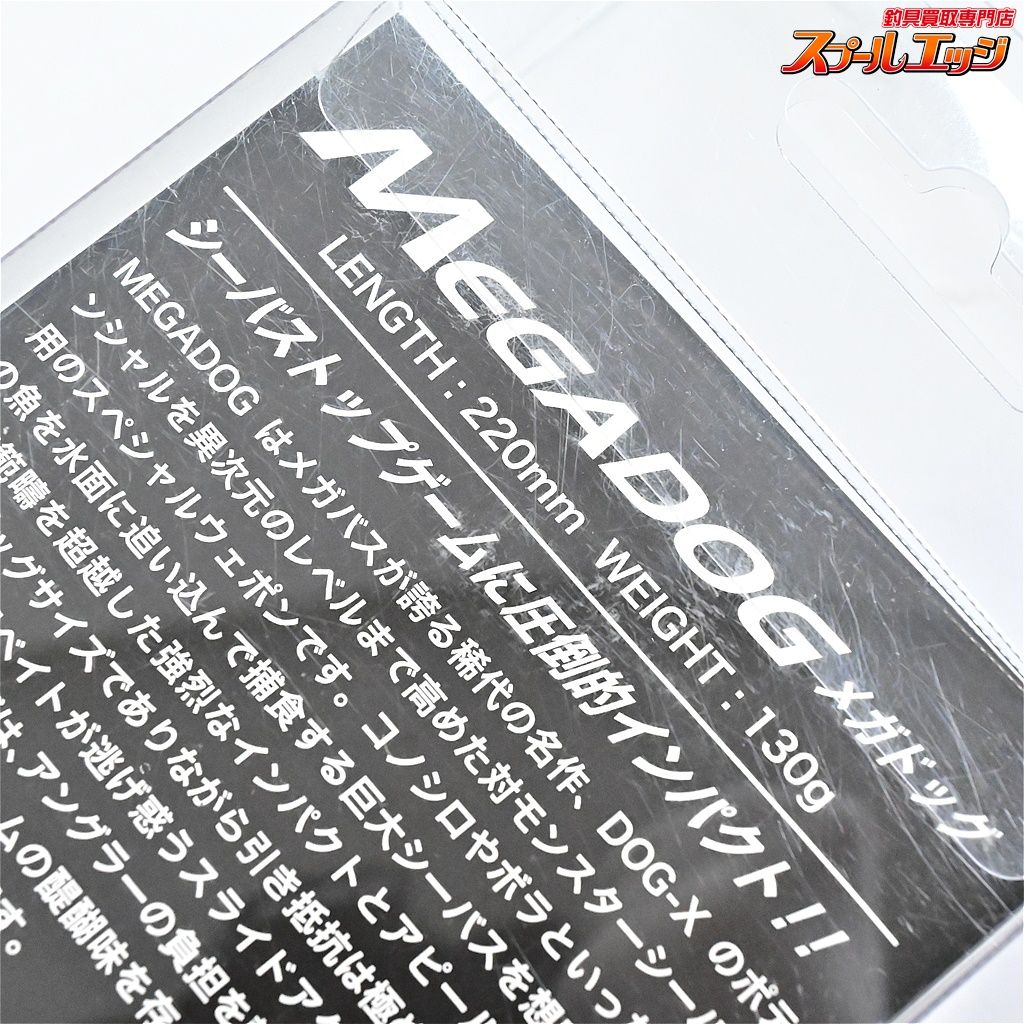 釣具買取専門店
スプールエッジ
MEGADOG メガドッグ
LENGTH : 220mm WEIGHT : 130g
シーバストップゲームに圧倒的インパクト!!
MEGADOG はメガバスが誇る稀代の名作、DOG-X のポテ
ンシャルを異次元のレベルまで高めた対モンスターシー
用のスペシャルウェポンです。コノシロやボラといっ
の魚を水面に追い込んで捕食する巨大シーバスを想
範疇を超越した強烈なインパクトとアピー
ッグサイズでありながら引き抵抗は極
ベイトが逃げ惑うスライドア
は、アングラーの負担を
ムの醍醐味を存
す。